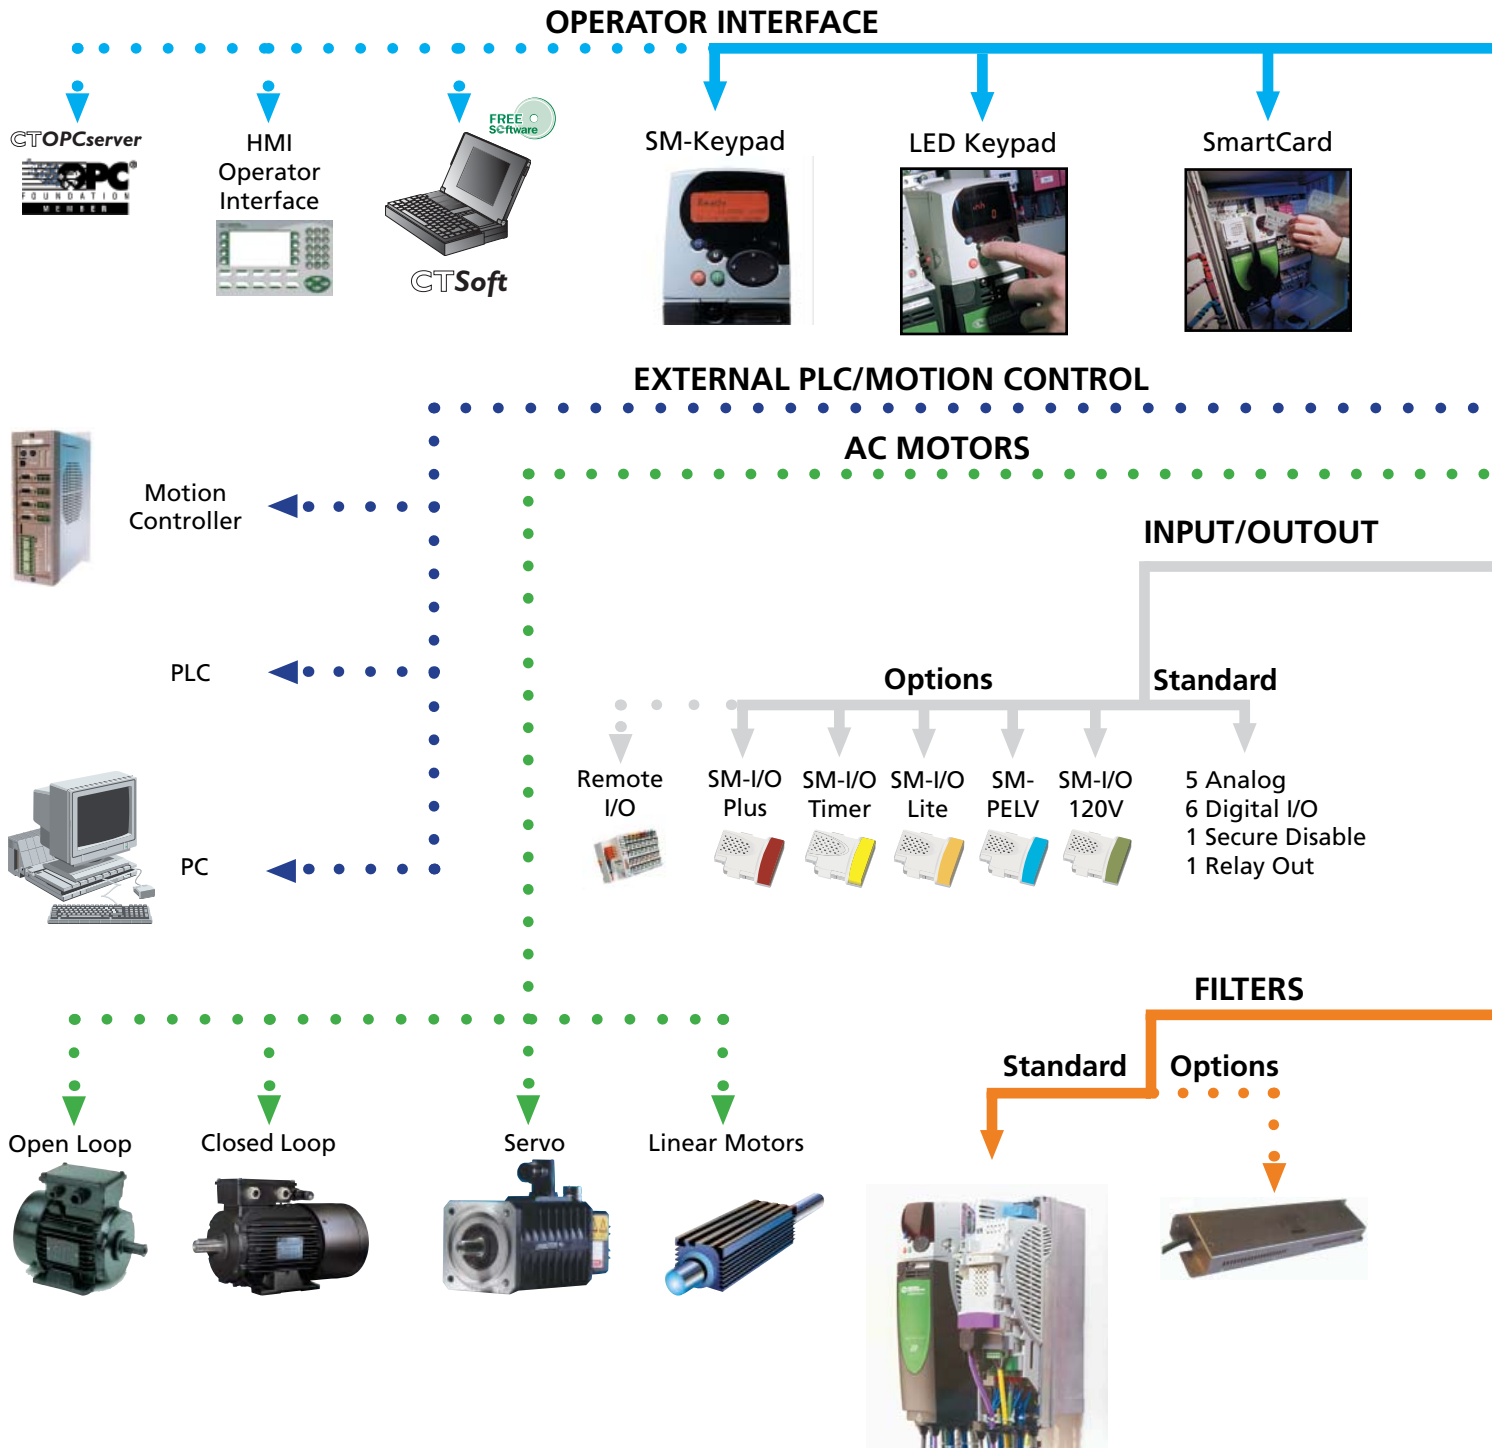 OPERATOR INTERFACE
CTOPCserver
OPC®
FOUNDATION
MEMBER
HMI
Operator
Interface
FREE
Software
CTSoft
SM-Keypad
LED Keypad
SmartCard
EXTERNAL PLC/MOTION CONTROL
AC MOTORS
Motion
Controller
PLC
PC
INPUT/OUTOUT
Options
Standard
Remote
I/O
SM-I/O
Plus
SM-I/O
Timer
SM-I/O
Lite
SM-
PELV
SM-I/O
120V
5 Analog
6 Digital I/O
1 Secure Disable
1 Relay Out
FILTERS
Standard
Options
Open Loop
Closed Loop
Servo
Linear Motors